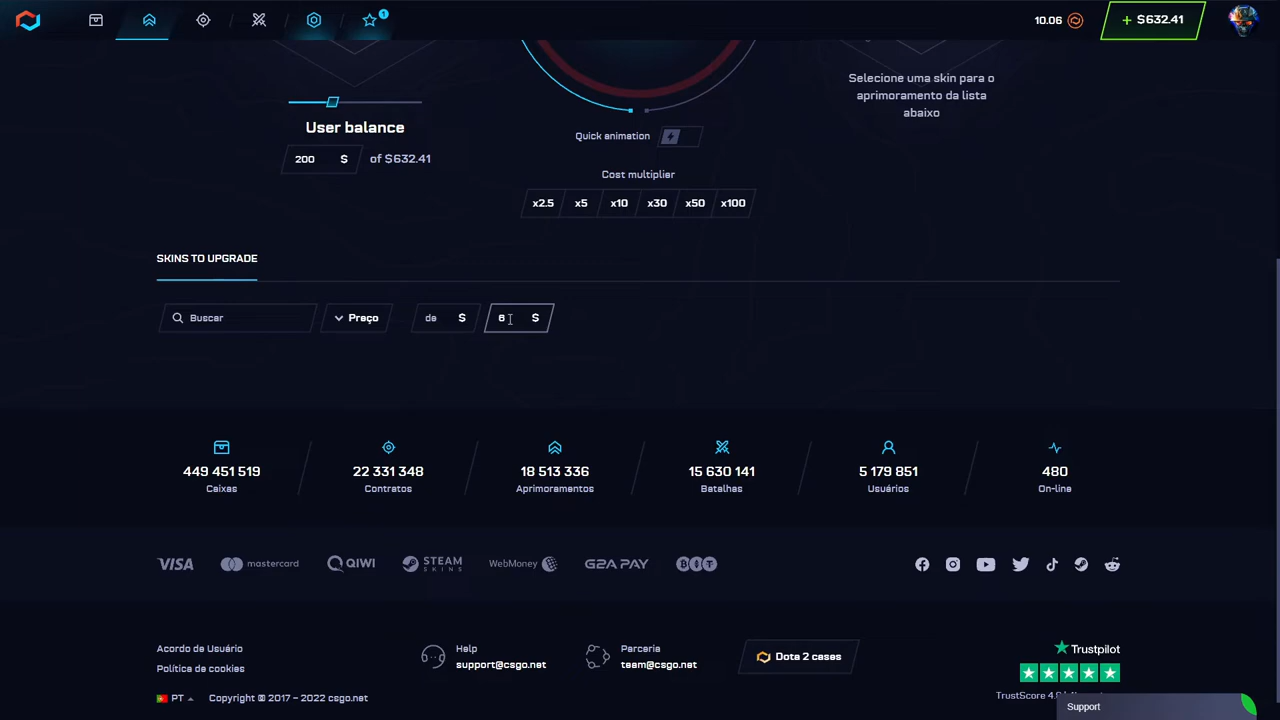 1
10.06
+ $632.41
Selecione uma skin para o
aprimoramento da lista
abaixo
User balance
200 $ of $632.41
Quick animation
Cost multiplier
x2.5 x5 x10 x30 x50 x100
SKINS TO UPGRADE
Buscar Preço de $ 6 $
449 451 519 22 331 348 18 513 336 15 630 141 5 179 851 480
Caixas Contratos Aprimoramentos Batalhas Usuários On-line
VISA mastercard QIWI STEAM SKINS WebMoney G2A PAY
Acordo de Usuário
Política de cookies
Help
support@csgo.net
Parceria
team@csgo.net
Dota 2 cases
Trustpilot
TrustScore
PT Copyright © 2017 – 2022 csgo.net
Support